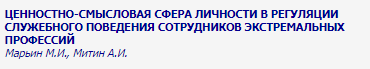 ЦЕННОСТНО-СМЫСЛОВАЯ СФЕРА ЛИЧНОСТИ В РЕГУЛЯЦИИ
СЛУЖЕБНОГО ПОВЕДЕНИЯ СОТРУДНИКОВ ЭКСТРЕМАЛЬНЫХ
ПРОФЕССИЙ
Марьин М.И., Митин А.И.